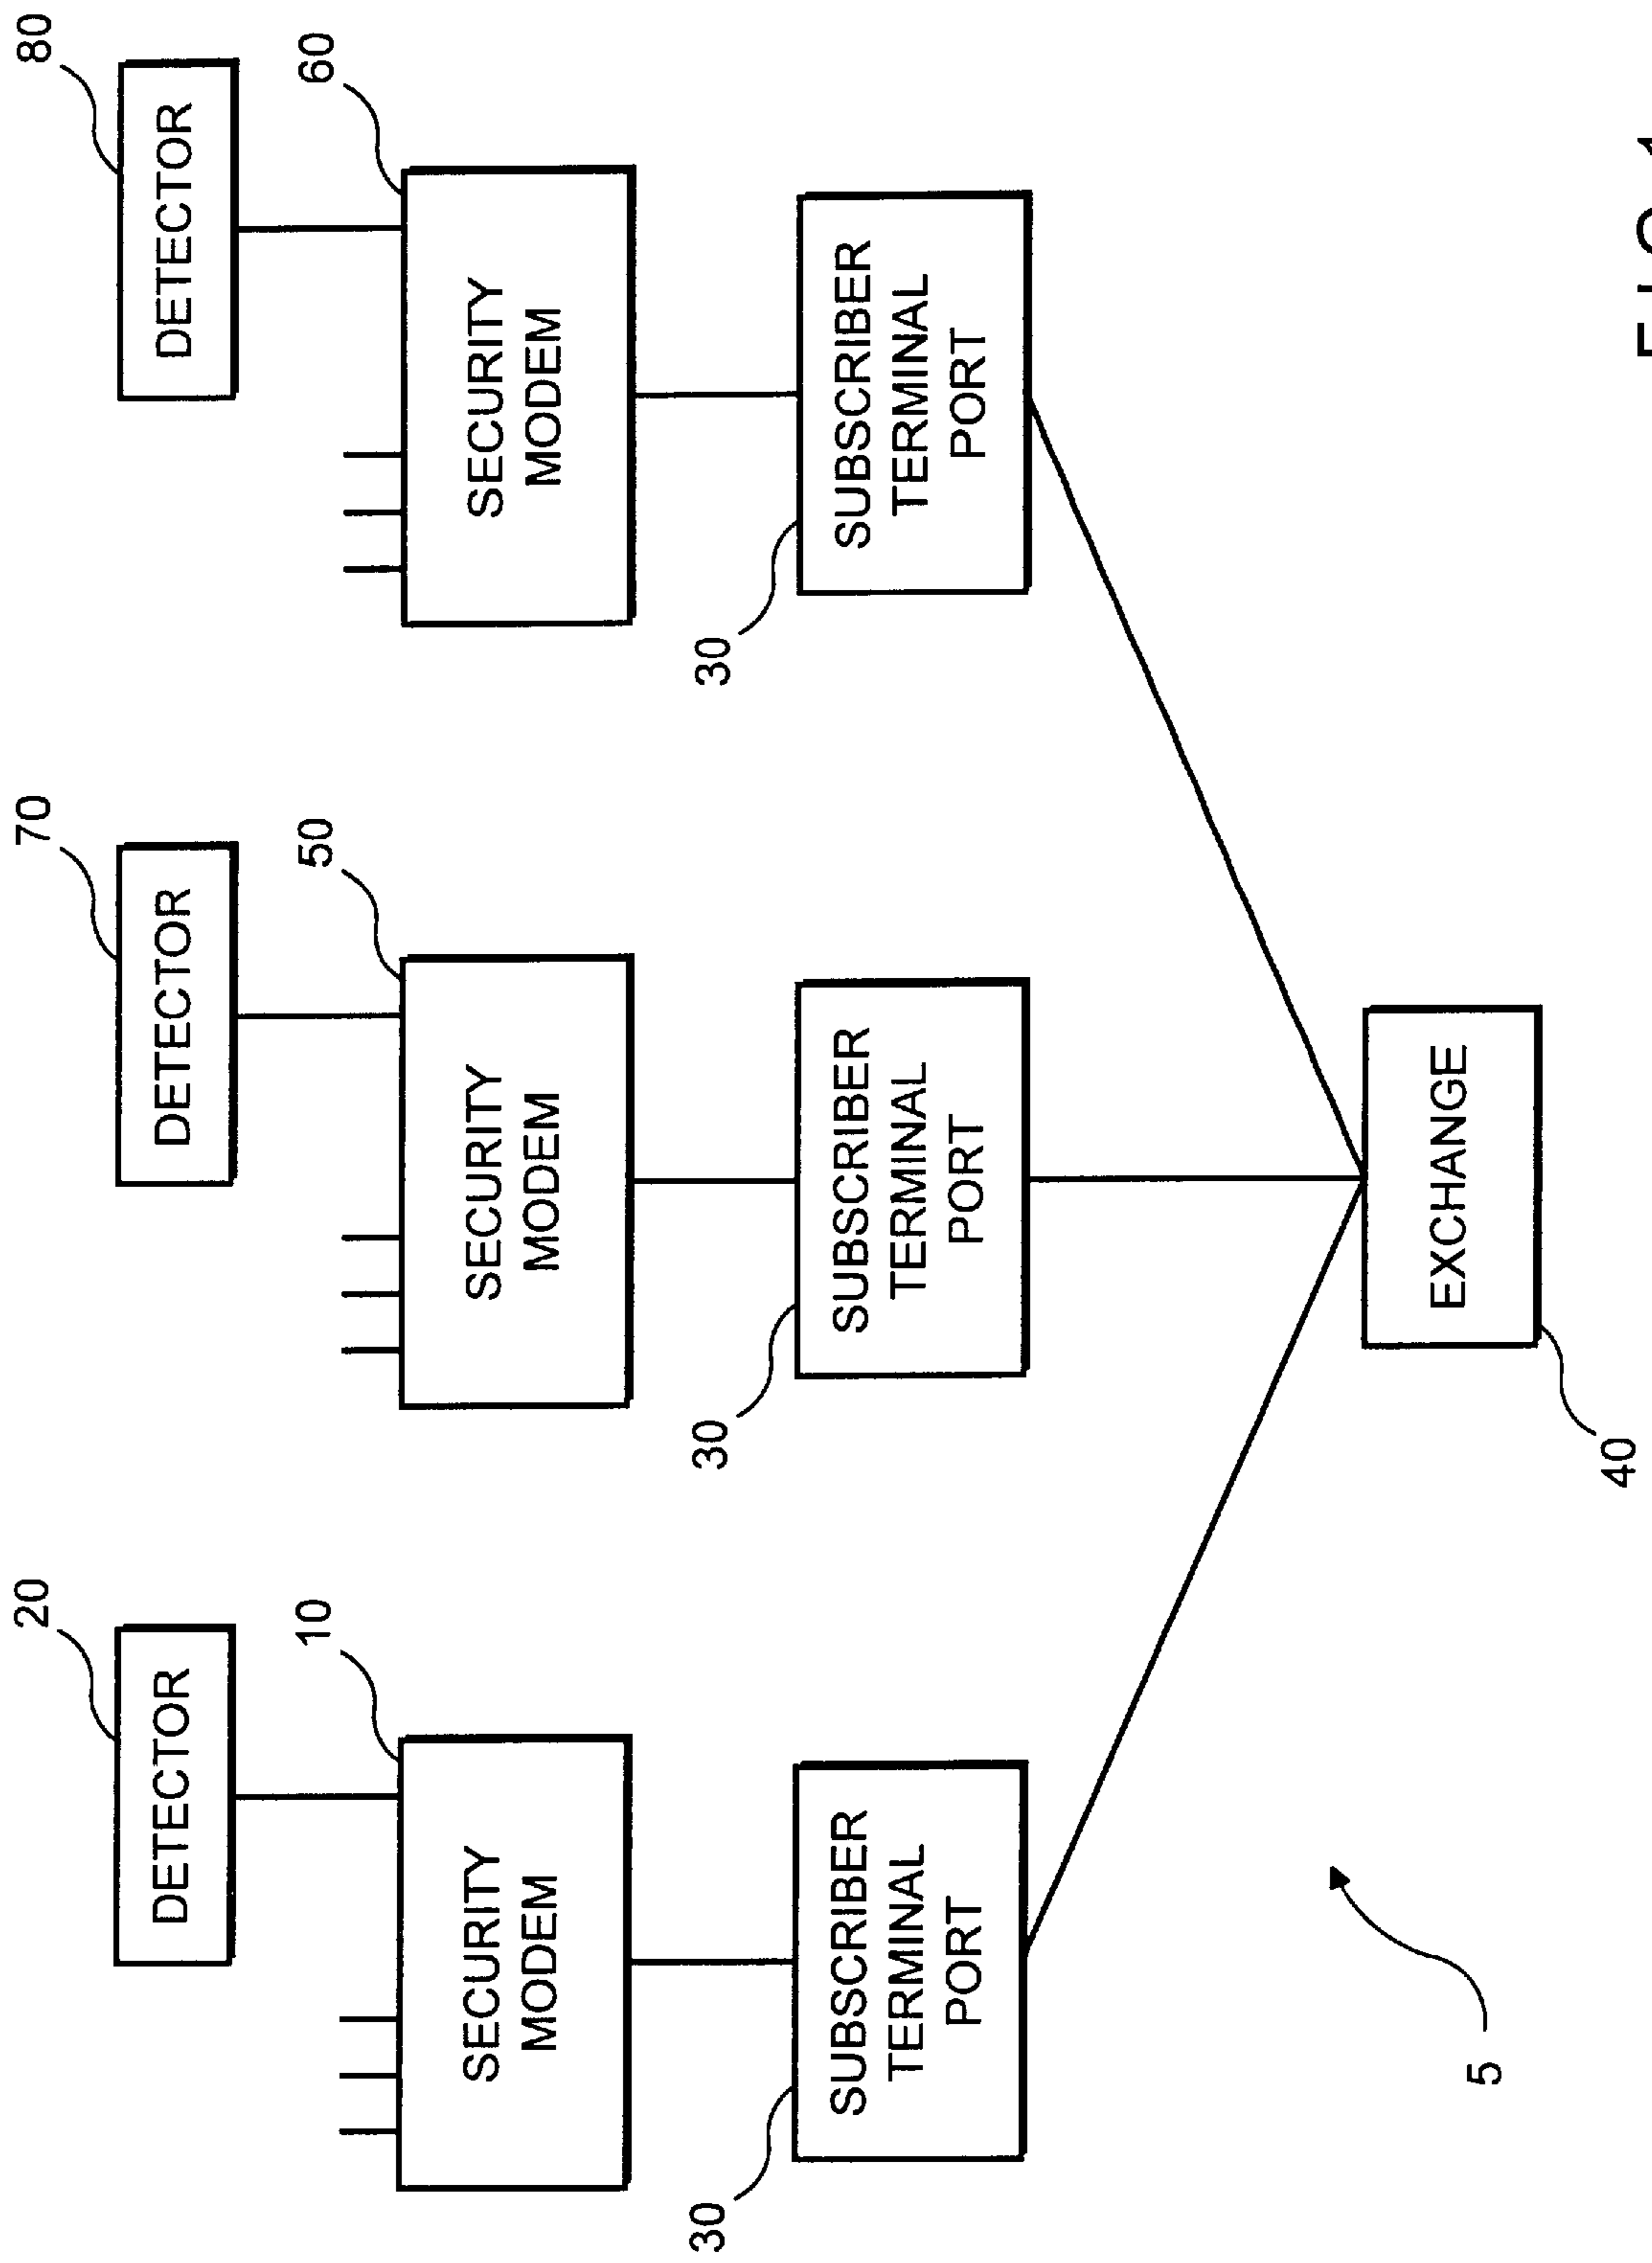 20
DETECTOR
10
SECURITY
MODEM
30
SUBSCRIBER
TERMINAL
PORT
70
DETECTOR
50
SECURITY
MODEM
30
SUBSCRIBER
TERMINAL
PORT
80
DETECTOR
60
SECURITY
MODEM
30
SUBSCRIBER
TERMINAL
PORT
EXCHANGE
5
40